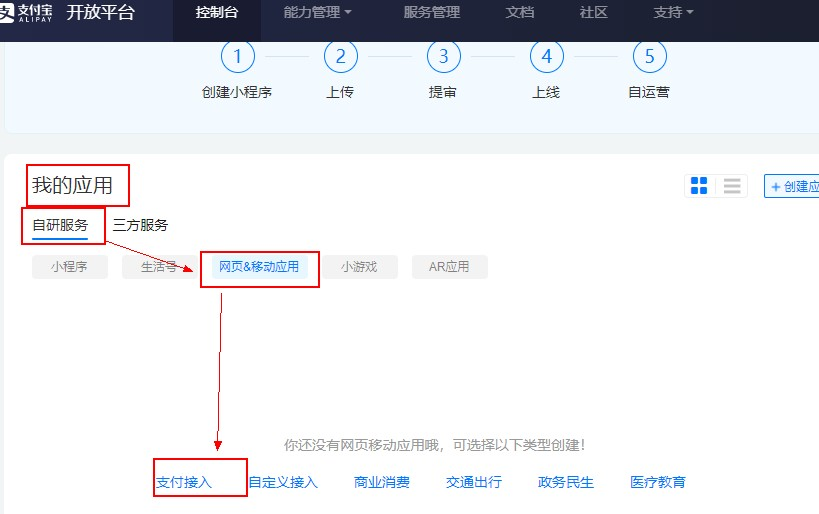 支 支付宝 ALIPAY 开放平台 控制台 能力管理 服务管理 文档 社区 支持
1 2 3 4 5
创建小程序 上传 提审 上线 自运营
我的应用
+ 创建应
自研服务 三方服务
小程序 生活号 网页&移动应用 小游戏 AR应用
你还没有网页移动应用哦，可选择以下类型创建！
支付接入 自定义接入 商业消费 交通出行 政务民生 医疗教育